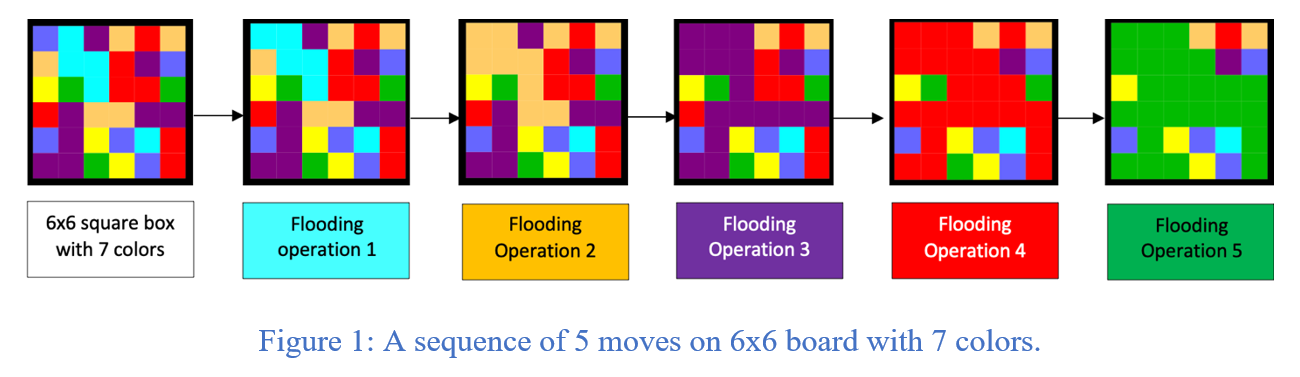 6x6 square box
with 7 colors
Flooding
operation 1
Flooding
Operation 2
Flooding
Operation 3
Flooding
Operation 4
Flooding
Operation 5
Figure 1: A sequence of 5 moves on 6x6 board with 7 colors.